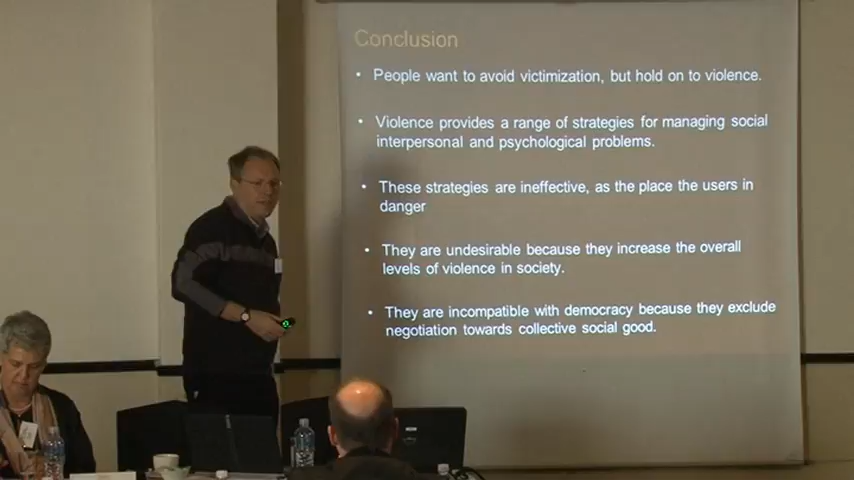 Conclusion
• People want to avoid victimization, but hold on to violence.
• Violence provides a range of strategies for managing social
interpersonal and psychological problems.
• These strategies are ineffective, as the place the users in
danger
• They are undesirable because they increase the overall
levels of violence in society.
• They are incompatible with democracy because they exclude
negotiation towards collective social good.